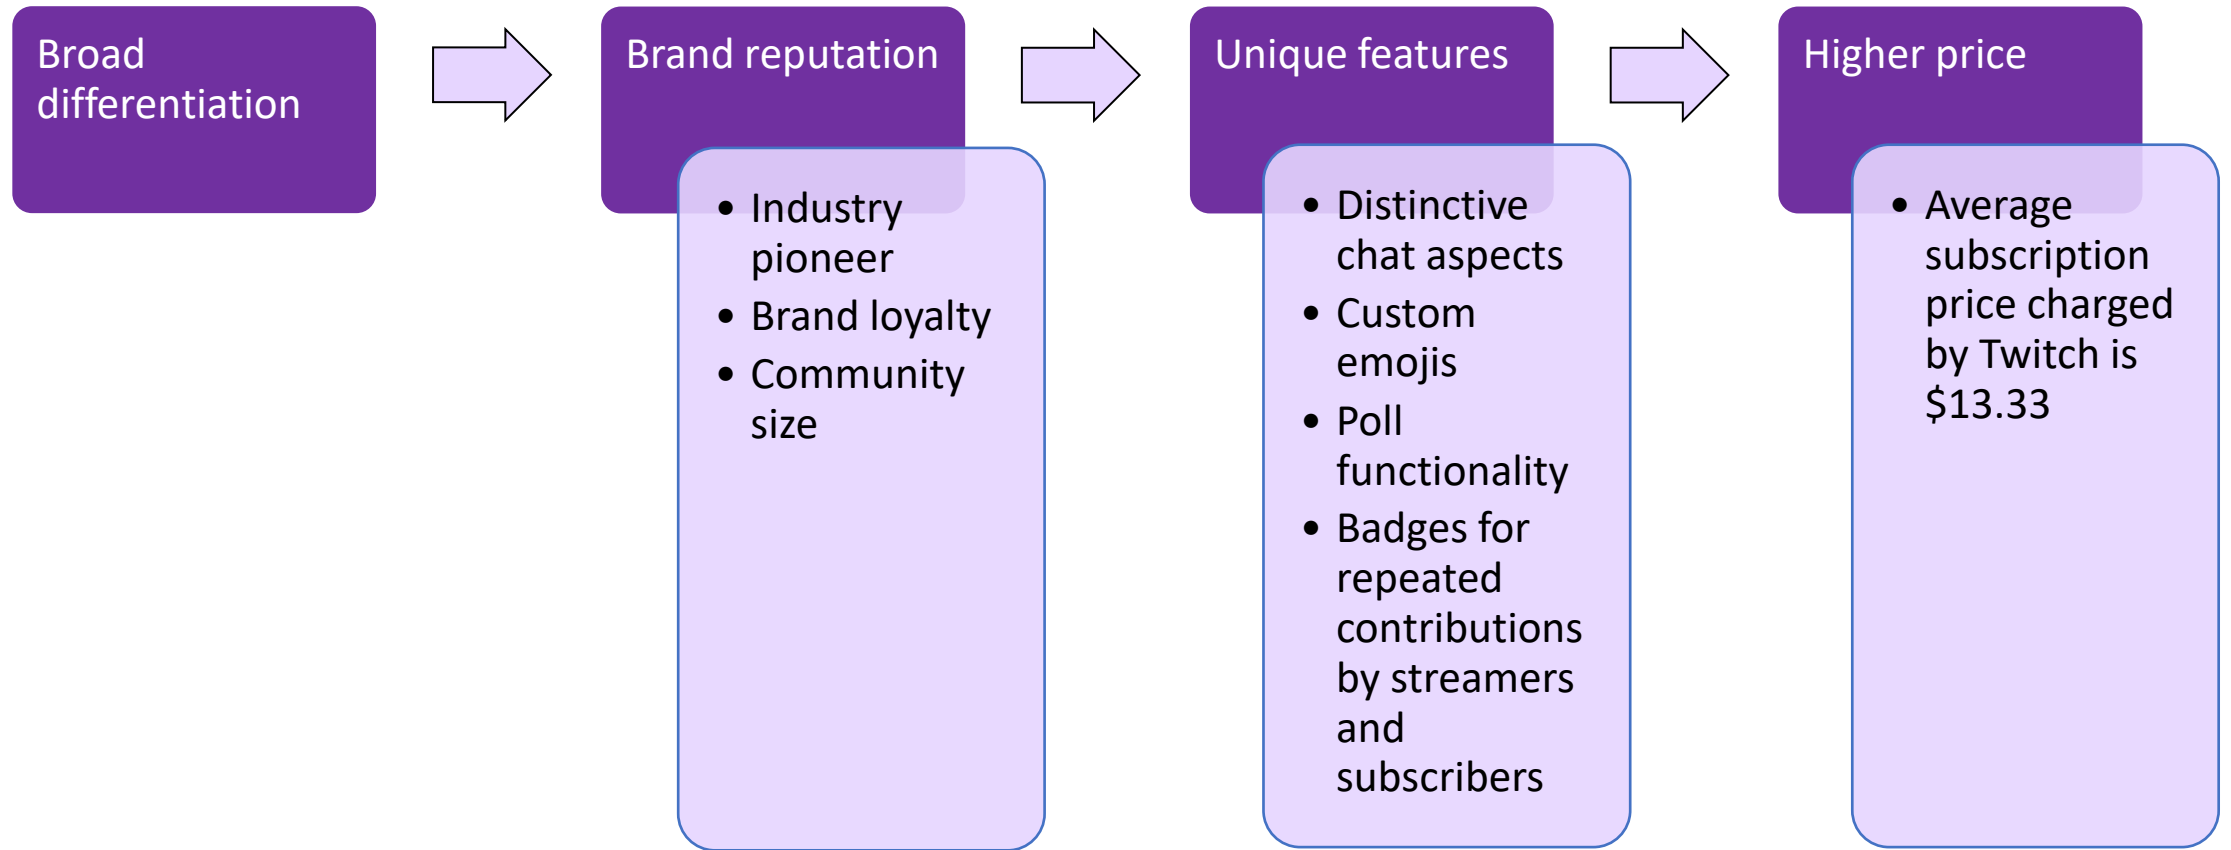 Broad
differentiation
Brand reputation
• Industry
pioneer
• Brand loyalty
• Community
size
Unique features
• Distinctive
chat aspects
• Custom
emojis
• Poll
functionality
• Badges for
repeated
contributions
by streamers
and
subscribers
Higher price
• Average
subscription
price charged
by Twitch is
$13.33